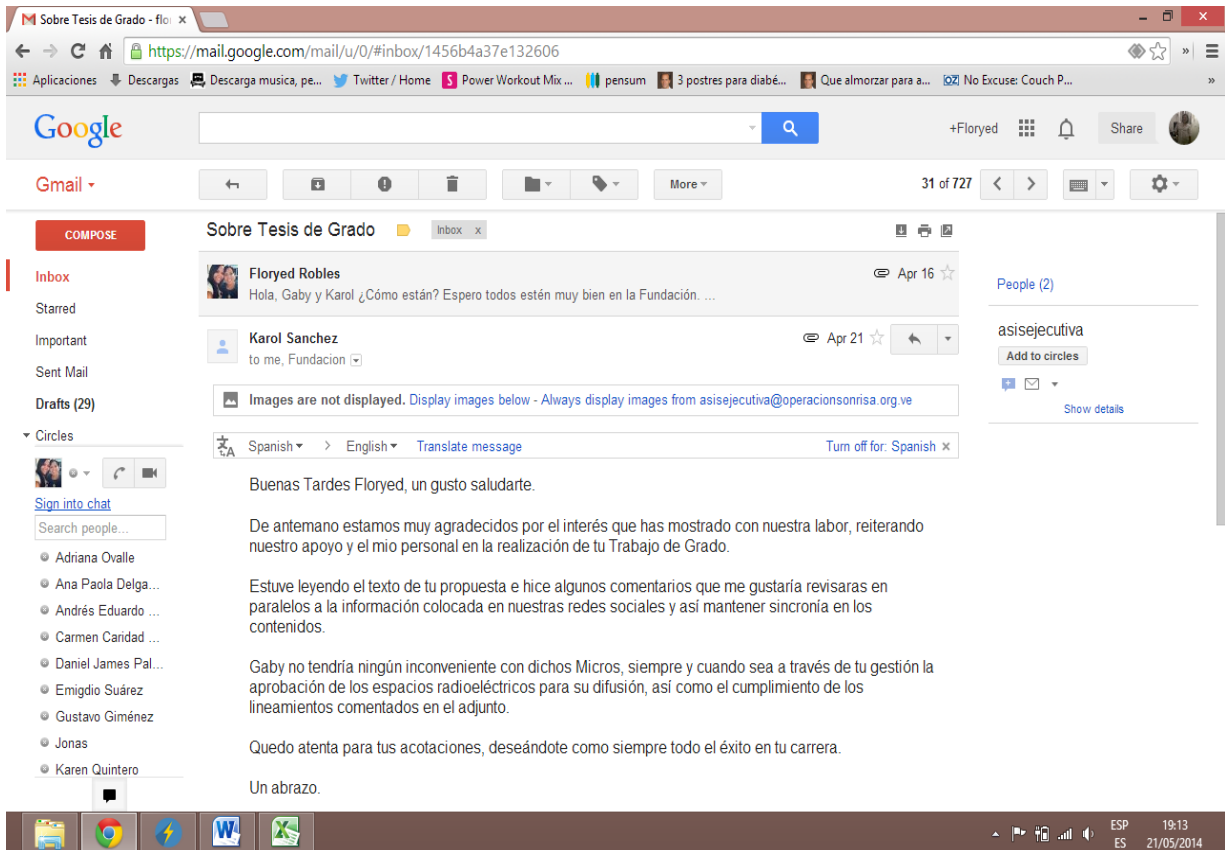 Sobre Tesis de Grado - flo
https://mail.google.com/mail/u/0/#inbox/1456b4a37e132606
Aplicaciones Descargas Descarga musica, pe... Twitter / Home Power Workout Mix ... pensum 3 postres para diabé... Que almorzar para a... No Excuse: Couch P... »
Google
+Floryed Share
Gmail
More
31 of 727
COMPOSE
Sobre Tesis de Grado Inbox x
Inbox
Starred
Important
Sent Mail
Drafts (29)
Circles
Sign into chat
Search people...
Adriana Ovalle
Ana Paola Delga...
Andrés Eduardo ...
Carmen Caridad ...
Daniel James Pal...
Emigdio Suárez
Gustavo Giménez
Jonas
Karen Quintero
Floryed Robles Apr 16
Hola, Gaby y Karol ¿Cómo están? Espero todos estén muy bien en la Fundación. ...
Karol Sanchez Apr 21
to me, Fundacion
Images are not displayed. Display images below - Always display images from asisejecutiva@operacionsonrisa.org.ve
Spanish > English Translate message Turn off for: Spanish x
Buenas Tardes Floryed, un gusto saludarte.
De antemano estamos muy agradecidos por el interés que has mostrado con nuestra labor, reiterando
nuestro apoyo y el mio personal en la realización de tu Trabajo de Grado.
Estuve leyendo el texto de tu propuesta e hice algunos comentarios que me gustaría revisaras en
paralelos a la información colocada en nuestras redes sociales y así mantener sincronía en los
contenidos.
Gaby no tendría ningún inconveniente con dichos Micros, siempre y cuando sea a través de tu gestión la
aprobación de los espacios radioeléctricos para su difusión, así como el cumplimiento de los
lineamientos comentados en el adjunto.
Quedo atenta para tus acotaciones, deseándote como siempre todo el éxito en tu carrera.
Un abrazo.
People (2)
asisejecutiva
Add to circles
Show details
ESP 19:13
ES 21/05/2014